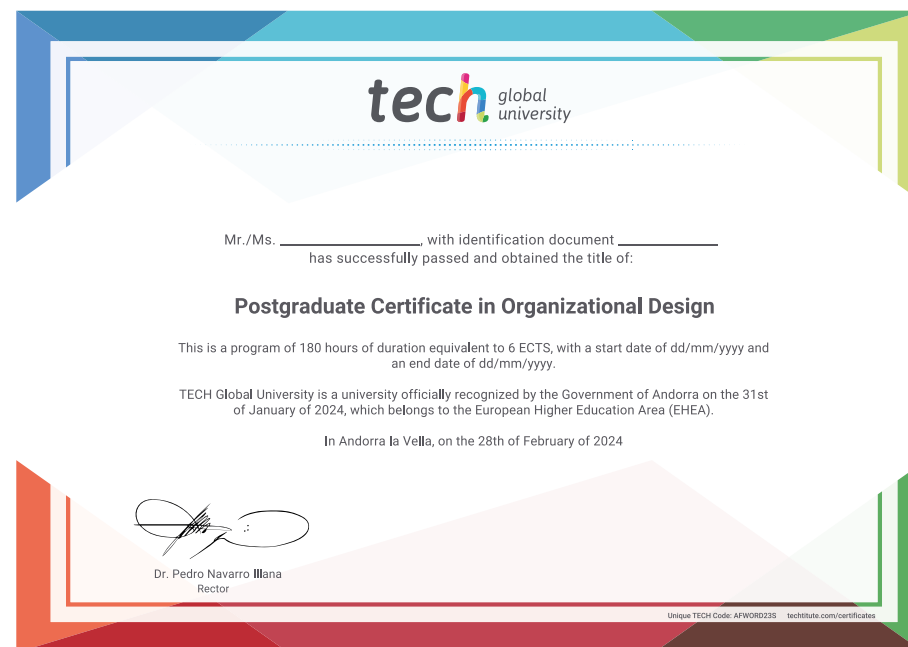 tech global university
Mr./Ms. ____________, with identification document ____________
has successfully passed and obtained the title of:
Postgraduate Certificate in Organizational Design
This is a program of 180 hours of duration equivalent to 6 ECTS, with a start date of dd/mm/yyyy and
an end date of dd/mm/yyyy.
TECH Global University is a university officially recognized by the Government of Andorra on the 31st
of January of 2024, which belongs to the European Higher Education Area (EHEA).
In Andorra la Vella, on the 28th of February of 2024
Dr. Pedro Navarro Illana
Rector
Unique TECH Code: AFWORD23S techtitute.com/certificates